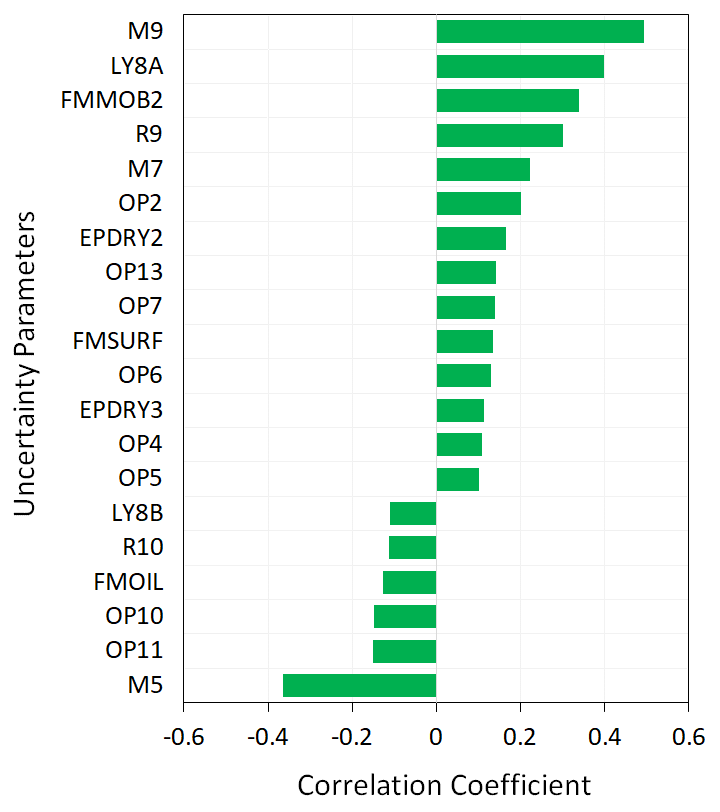 M9
LY8A
FMMOB2
R9
M7
OP2
EPDRY2
OP13
OP7
FMSURF
OP6
EPDRY3
OP4
OP5
LY8B
R10
FMOIL
OP10
OP11
M5
Uncertainty Parameters
-0.6 -0.4 -0.2 0 0.2 0.4 0.6
Correlation Coefficient